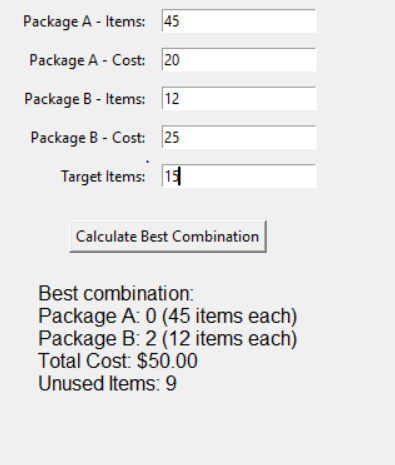 Package A - Items: 45
Package A - Cost: 20
Package B - Items: 12
Package B - Cost: 25
Target Items: 15
Calculate Best Combination
Best combination:
Package A: 0 (45 items each)
Package B: 2 (12 items each)
Total Cost: $50.00
Unused Items: 9